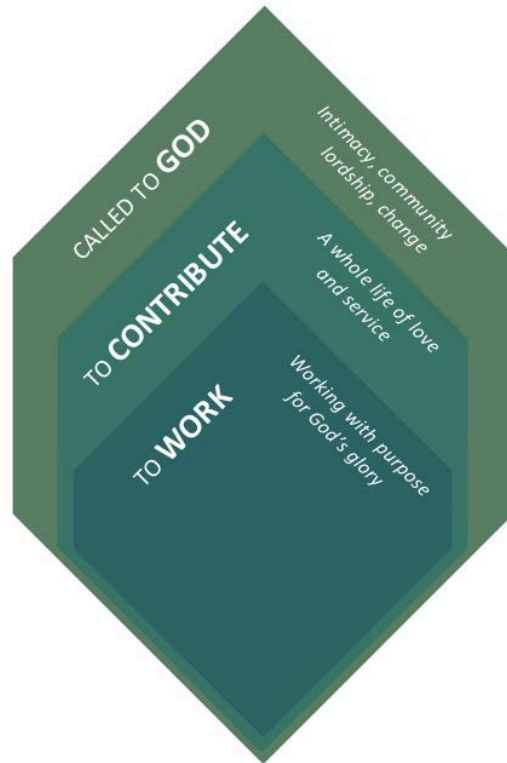 CALLED TO GOD
Intimacy, community
lordship, change
TO CONTRIBUTE
A whole life of love
and service
TO WORK
Working with purpose
for God's glory